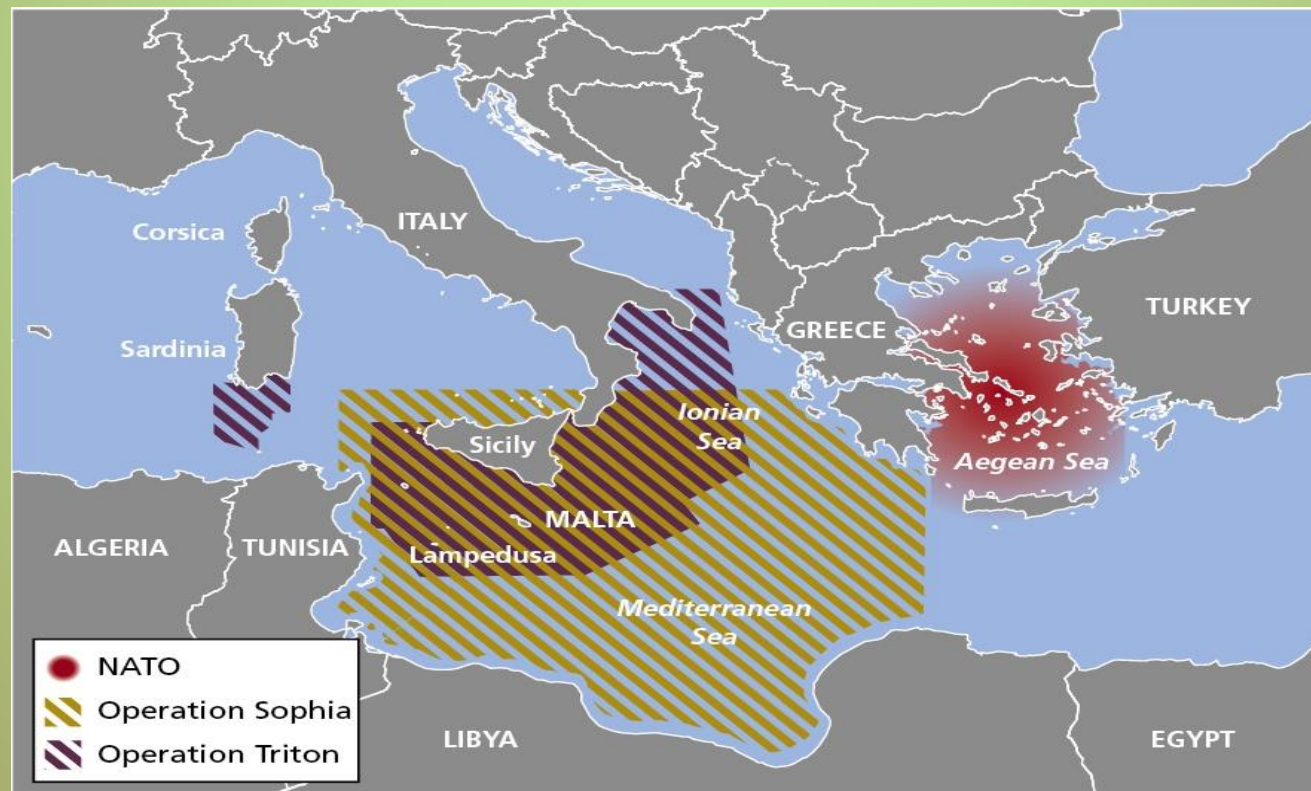 Corsica
ITALY
Sardinia
GREECE
TURKEY
Ionian
Sea
Sicily
Aegean Sea
MALTA
ALGERIA
TUNISIA
Lampedusa
Mediterranean
Sea
NATO
Operation Sophia
Operation Triton
LIBYA
EGYPT